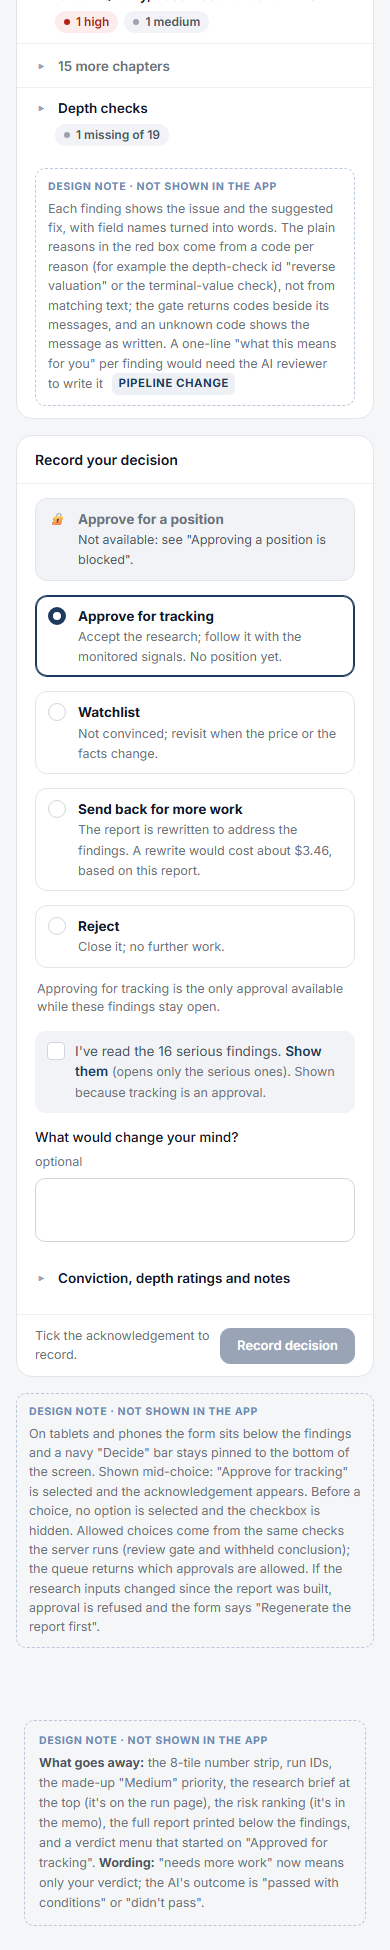 1 high 1 medium
15 more chapters
Depth checks
1 missing of 19
DESIGN NOTE · NOT SHOWN IN THE APP
Each finding shows the issue and the suggested
fix, with field names turned into words. The plain
reasons in the red box come from a code per
reason (for example the depth-check id "reverse
valuation" or the terminal-value check), not from
matching text; the gate returns codes beside its
messages, and an unknown code shows the
message as written. A one-line "what this means
for you" per finding would need the AI reviewer
to write it PIPELINE CHANGE
Record your decision
Approve for a position
Not available: see "Approving a position is
blocked".
Approve for tracking
Accept the research; follow it with the
monitored signals. No position yet.
Watchlist
Not convinced; revisit when the price or the
facts change.
Send back for more work
The report is rewritten to address the
findings. A rewrite would cost about $3.46,
based on this report.
Reject
Close it; no further work.
Approving for tracking is the only approval available
while these findings stay open.
I've read the 16 serious findings. Show
them (opens only the serious ones). Shown
because tracking is an approval.
What would change your mind?
optional
Conviction, depth ratings and notes
Tick the acknowledgement to
record.
Record decision
DESIGN NOTE · NOT SHOWN IN THE APP
On tablets and phones the form sits below the findings
and a navy "Decide" bar stays pinned to the bottom of
the screen. Shown mid-choice: "Approve for tracking"
is selected and the acknowledgement appears. Before a
choice, no option is selected and the checkbox is
hidden. Allowed choices come from the same checks
the server runs (review gate and withheld conclusion);
the queue returns which approvals are allowed. If the
research inputs changed since the report was built,
approval is refused and the form says "Regenerate the
report first".
DESIGN NOTE · NOT SHOWN IN THE APP
What goes away: the 8-tile number strip, run IDs,
the made-up "Medium" priority, the research brief at
the top (it's on the run page), the risk ranking (it's in
the memo), the full report printed below the findings,
and a verdict menu that started on "Approved for
tracking". Wording: "needs more work" now means
only your verdict; the AI's outcome is "passed with
conditions" or "didn't pass".